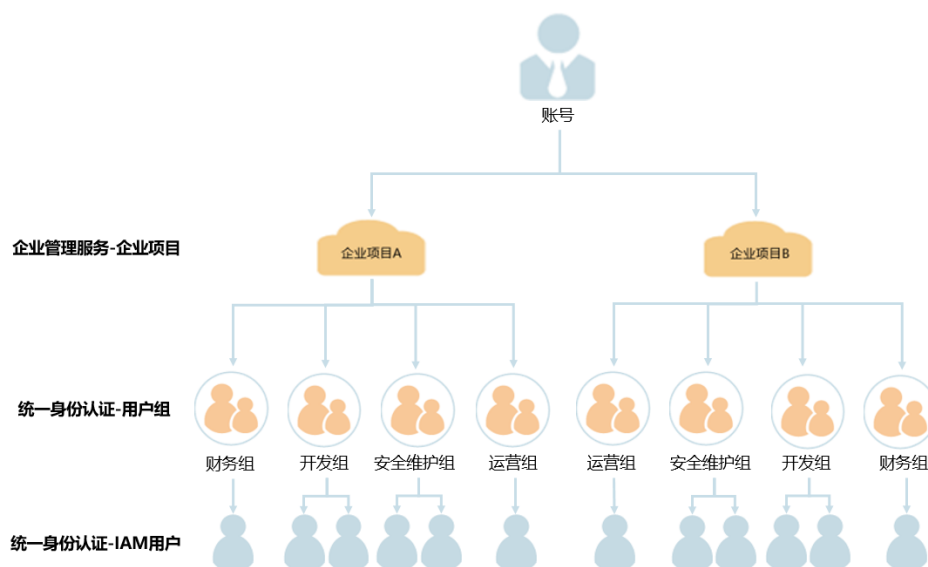 账号
企业管理服务-企业项目
企业项目A
企业项目B
统一身份认证-用户组
财务组
开发组
安全维护组
运营组
运营组
安全维护组
开发组
财务组
统一身份认证-IAM用户